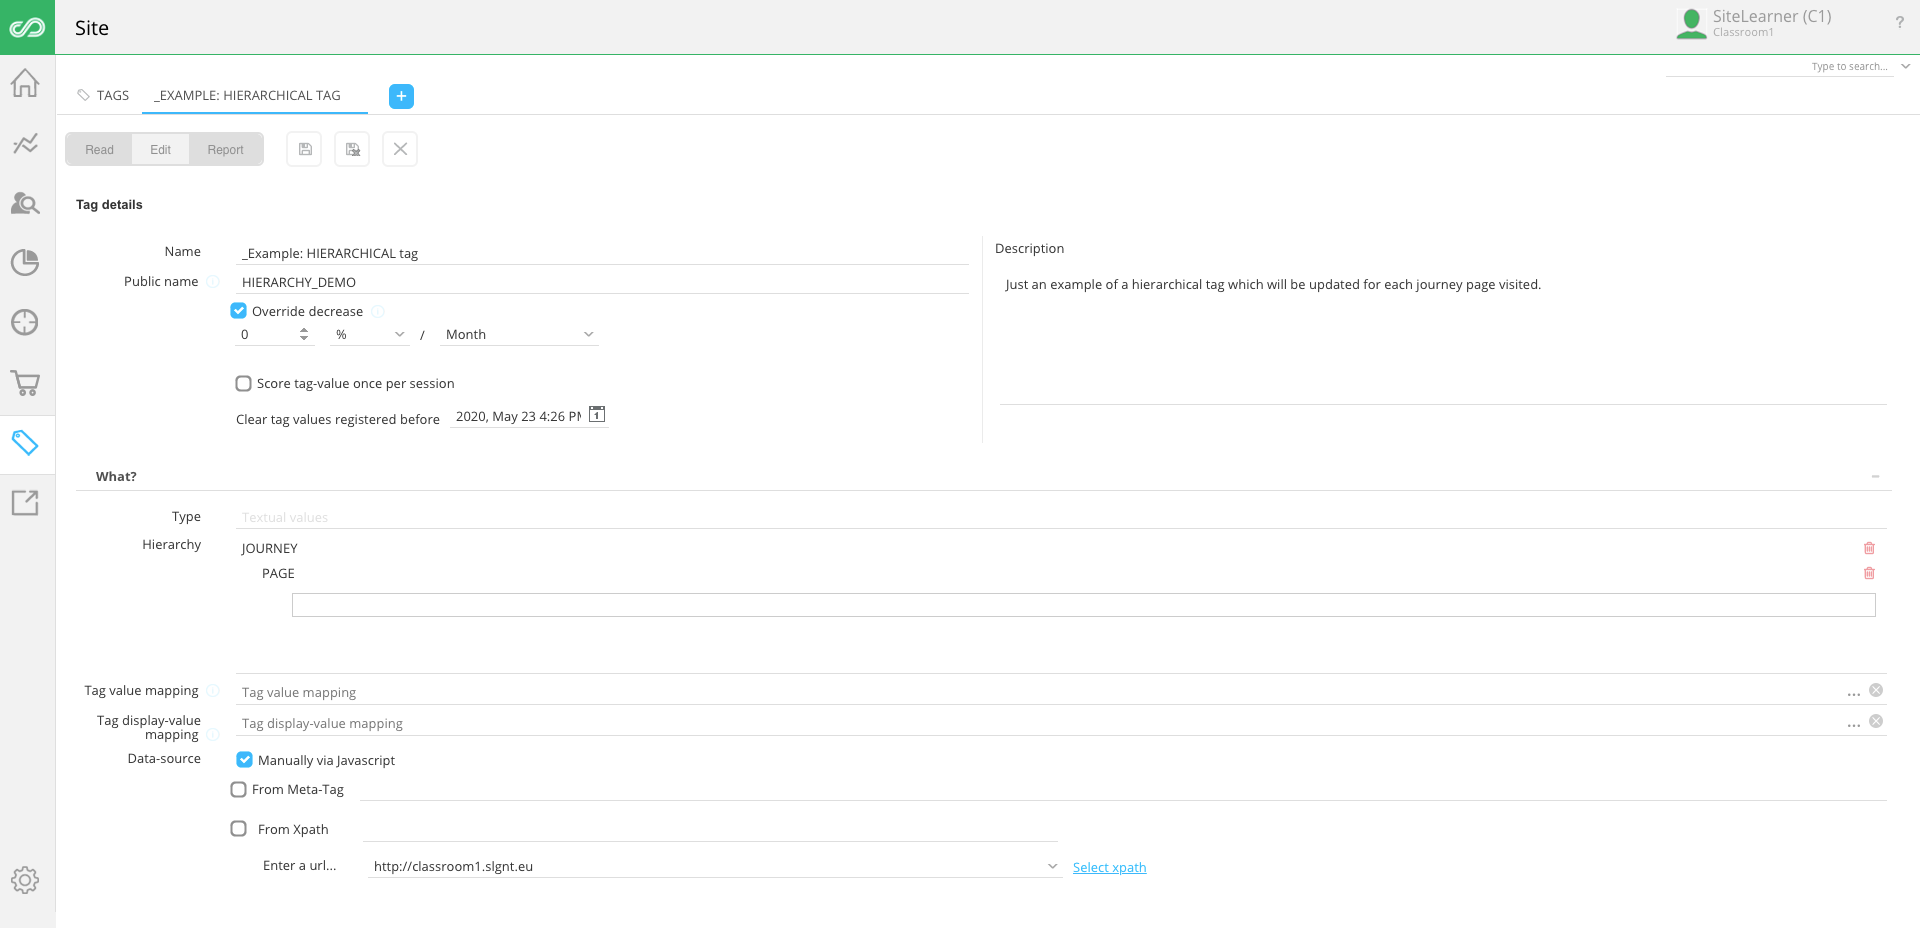 Site
SiteLearner (C1)
Classroom1
?
Type to search...
TAGS
_EXAMPLE: HIERARCHICAL TAG
+
Read
Edit
Report
Tag details
Name
_Example: HIERARCHICAL tag
Public name
HIERARCHY_DEMO
Override decrease
0
%
/
Month
Score tag-value once per session
Clear tag values registered before
2020, May 23 4:26 PM
Description
Just an example of a hierarchical tag which will be updated for each journey page visited.
What?
Type
Textual values
Hierarchy
JOURNEY
PAGE
Tag value mapping
Tag value mapping
...
Tag display-value
mapping
Tag display-value mapping
...
Data-source
Manually via Javascript
From Meta-Tag
From Xpath
Enter a url...
http://classroom1.slgnt.eu
Select xpath